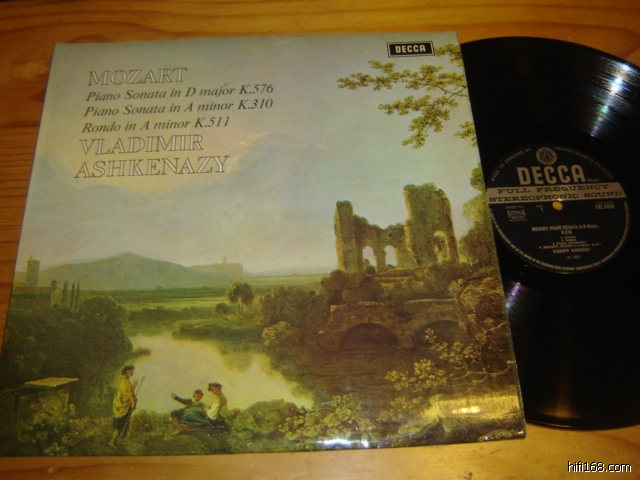 DECCA
MOZART
Piano Sonata in D major K.576
Piano Sonata in A minor K.310
Rondo in A minor K.511
VLADIMIR
ASHKENAZY
DECCA
FULL FREQUENCY
STEREOPHONIC SOUND
MOZART: PIANO SONATA in D Major,
K.576
VLADIMIR ASHKENAZY
hifi168.com